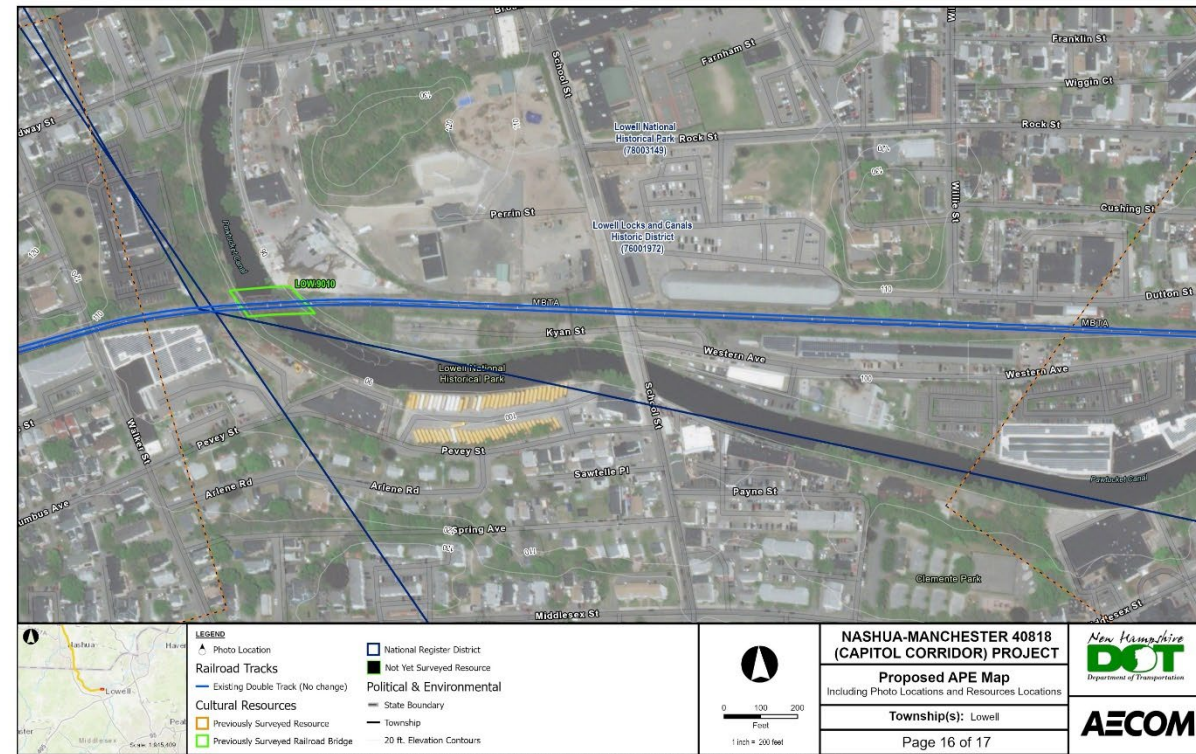 School St
Farnham St
Franklin St
Wiggin Ct
Rock St
Lowell National
Historical Park
(78003149)
Rock St
Willie St
Cushing St
Perrin St
Lowell Locks and Canals
Historic District
(76001972)
Pawtucket Canal
LOW.9010
MBTA
Dutton St
MBTA
110
Western Ave
Western Ave
100
Lowell National
Historical Park
School St
Walker St
Pevey St
Pevey St
100
Sawtelle Pl
Payne St
Arlene Rd
Arlene Rd
Spring Ave
Pawtucket Canal
Clemente Park
Middlesex St
Nashua
Lowell
Middlesex
LEGEND
Photo Location
Railroad Tracks
Existing Double Track (No change)
Cultural Resources
Previously Surveyed Resource
Previously Surveyed Railroad Bridge
National Register District
Not Yet Surveyed Resource
Political & Environmental
State Boundary
Township
20 ft. Elevation Contours
0 100 200
Feet
1 inch = 200 feet
NASHUA-MANCHESTER 40818
(CAPITOL CORRIDOR) PROJECT
Proposed APE Map
Including Photo Locations and Resources Locations
Township(s): Lowell
Page 16 of 17
New Hampshire
DOT
Department of Transportation
AECOM